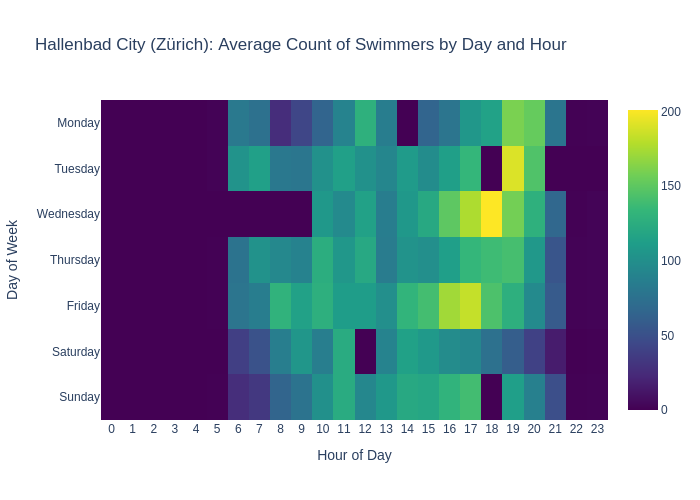 Hallenbad City (Zürich): Average Count of Swimmers by Day and Hour
Day of Week
Monday
Tuesday
Wednesday
Thursday
Friday
Saturday
Sunday
0 1 2 3 4 5 6 7 8 9 10 11 12 13 14 15 16 17 18 19 20 21 22 23
Hour of Day
200
150
100
50
0